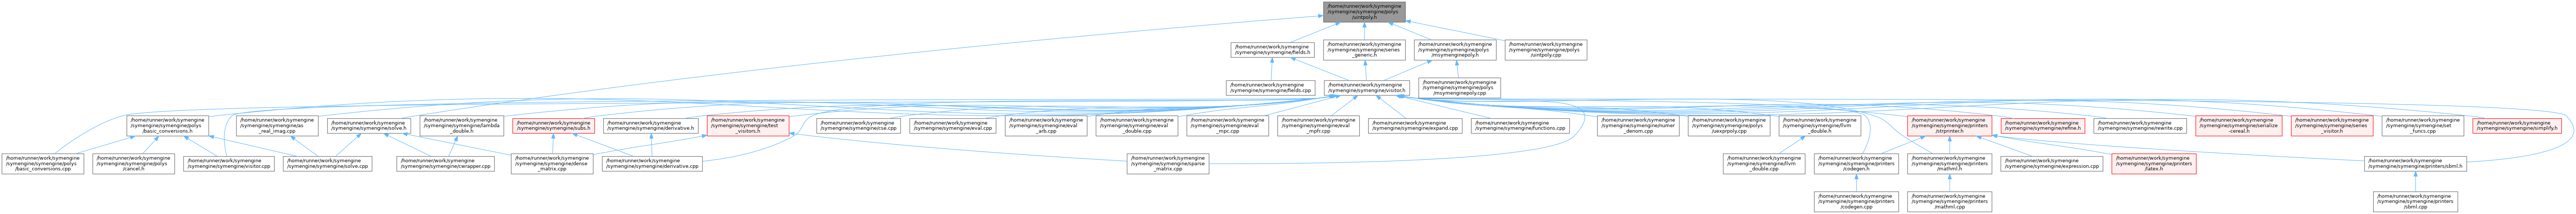 /home/runner/work/symengine
/symengine/symengine/polys
/uintpoly.h
/home/runner/work/symengine
/symengine/symengine/fields.h
/home/runner/work/symengine
/symengine/symengine/series
_generic.h
/home/runner/work/symengine
/symengine/symengine/polys
/msymenginepoly.h
/home/runner/work/symengine
/symengine/symengine/polys
/uintpoly.cpp
/home/runner/work/symengine
/symengine/symengine/fields.cpp
/home/runner/work/symengine
/symengine/symengine/visitor.h
/home/runner/work/symengine
/symengine/symengine/polys
/msymenginepoly.cpp
/home/runner/work/symengine
/symengine/symengine/polys
/basic_conversions.h
/home/runner/work/symengine
/symengine/symengine/as
_real_imag.cpp
/home/runner/work/symengine
/symengine/symengine/solve.h
/home/runner/work/symengine
/symengine/symengine/lambda
_double.h
/home/runner/work/symengine
/symengine/symengine/subs.h
/home/runner/work/symengine
/symengine/symengine/derivative.h
/home/runner/work/symengine
/symengine/symengine/test
_visitors.h
/home/runner/work/symengine
/symengine/symengine/cse.cpp
/home/runner/work/symengine
/symengine/symengine/eval.cpp
/home/runner/work/symengine
/symengine/symengine/eval
_arb.cpp
/home/runner/work/symengine
/symengine/symengine/eval
_double.cpp
/home/runner/work/symengine
/symengine/symengine/eval
_mpc.cpp
/home/runner/work/symengine
/symengine/symengine/eval
_mpfr.cpp
/home/runner/work/symengine
/symengine/symengine/expand.cpp
/home/runner/work/symengine
/symengine/symengine/functions.cpp
/home/runner/work/symengine
/symengine/symengine/numer
_denom.cpp
/home/runner/work/symengine
/symengine/symengine/polys
/uexprpoly.cpp
/home/runner/work/symengine
/symengine/symengine/llvm
_double.h
/home/runner/work/symengine
/symengine/symengine/printers
/strprinter.h
/home/runner/work/symengine
/symengine/symengine/refine.h
/home/runner/work/symengine
/symengine/symengine/rewrite.cpp
/home/runner/work/symengine
/symengine/symengine/serialize
-cereal.h
/home/runner/work/symengine
/symengine/symengine/series
_visitor.h
/home/runner/work/symengine
/symengine/symengine/set
_funcs.cpp
/home/runner/work/symengine
/symengine/symengine/simplify.h
/home/runner/work/symengine
/symengine/symengine/polys
/basic_conversions.cpp
/home/runner/work/symengine
/symengine/symengine/polys
/cancel.h
/home/runner/work/symengine
/symengine/symengine/visitor.cpp
/home/runner/work/symengine
/symengine/symengine/solve.cpp
/home/runner/work/symengine
/symengine/symengine/cwrapper.cpp
/home/runner/work/symengine
/symengine/symengine/dense
_matrix.cpp
/home/runner/work/symengine
/symengine/symengine/derivative.cpp
/home/runner/work/symengine
/symengine/symengine/sparse
_matrix.cpp
/home/runner/work/symengine
/symengine/symengine/llvm
_double.cpp
/home/runner/work/symengine
/symengine/symengine/printers
/codegen.h
/home/runner/work/symengine
/symengine/symengine/printers
/mathml.h
/home/runner/work/symengine
/symengine/symengine/expression.cpp
/home/runner/work/symengine
/symengine/symengine/printers
/latex.h
/home/runner/work/symengine
/symengine/symengine/printers/sbml.h
/home/runner/work/symengine
/symengine/symengine/printers
/codegen.cpp
/home/runner/work/symengine
/symengine/symengine/printers
/mathml.cpp
/home/runner/work/symengine
/symengine/symengine/printers
/sbml.cpp